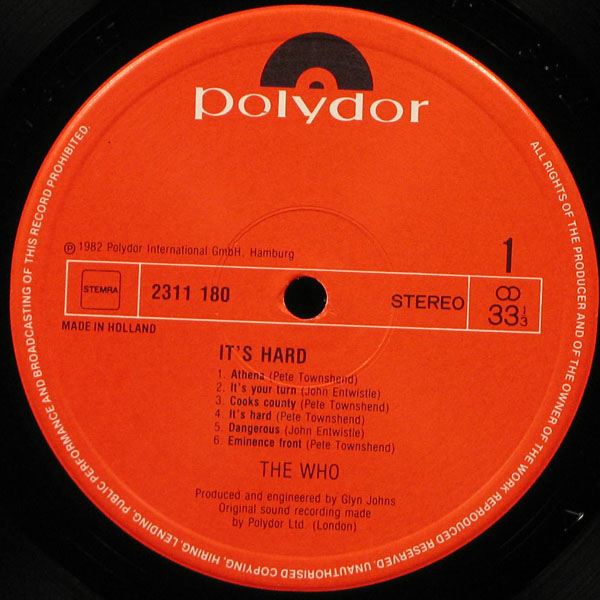 polydor
℗ 1982 Polydor International GmbH, Hamburg
1
STEMRA
2311 180
STEREO
33 1/3
MADE IN HOLLAND
IT'S HARD
1. Athena (Pete Townshend)
2. It's your turn (John Entwistle)
3. Cooks county (Pete Townshend)
4. It's hard (Pete Townshend)
5. Dangerous (John Entwistle)
6. Eminence front (Pete Townshend)
THE WHO
Produced and engineered by Glyn Johns
Original sound recording made
by Polydor Ltd. (London)
ALL RIGHTS OF THE PRODUCER AND OF THE OWNER OF THE WORK REPRODUCED RESERVED. UNAUTHORISED COPYING, HIRING, LENDING, PUBLIC PERFORMANCE AND BROADCASTING OF THIS RECORD PROHIBITED.